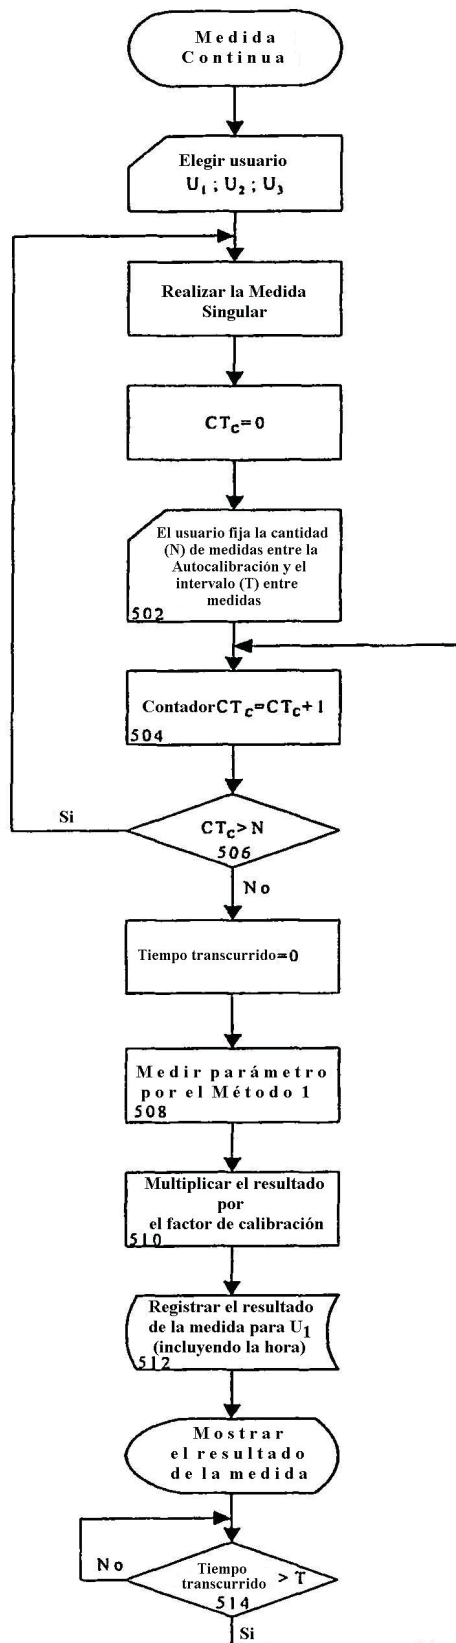 Medida
Continua
Elegir usuario
U1 ; U2 ; U3
Realizar la Medida
Singular
CTC=0
El usuario fija la cantidad
(N) de medidas entre la
Autocalibración y el
intervalo (T) entre
medidas
502
Contador CTC=CTC+1
504
Si
CTC>N
506
No
Tiempo transcurrido=0
Medir parámetro
por el Método 1
508
Multiplicar el resultado
por
el factor de calibración
510
Registrar el resultado
de la medida para U1
(incluyendo la hora)
512
Mostrar
el resultado
de la medida
No
Tiempo
transcurrido > T
514
Si